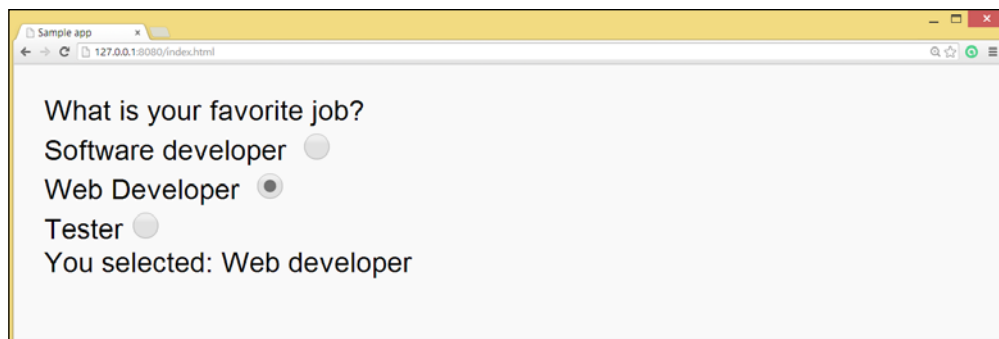 Sample app
127.0.0.1:8080/index.html
What is your favorite job?
Software developer
Web Developer
Tester
You selected: Web developer